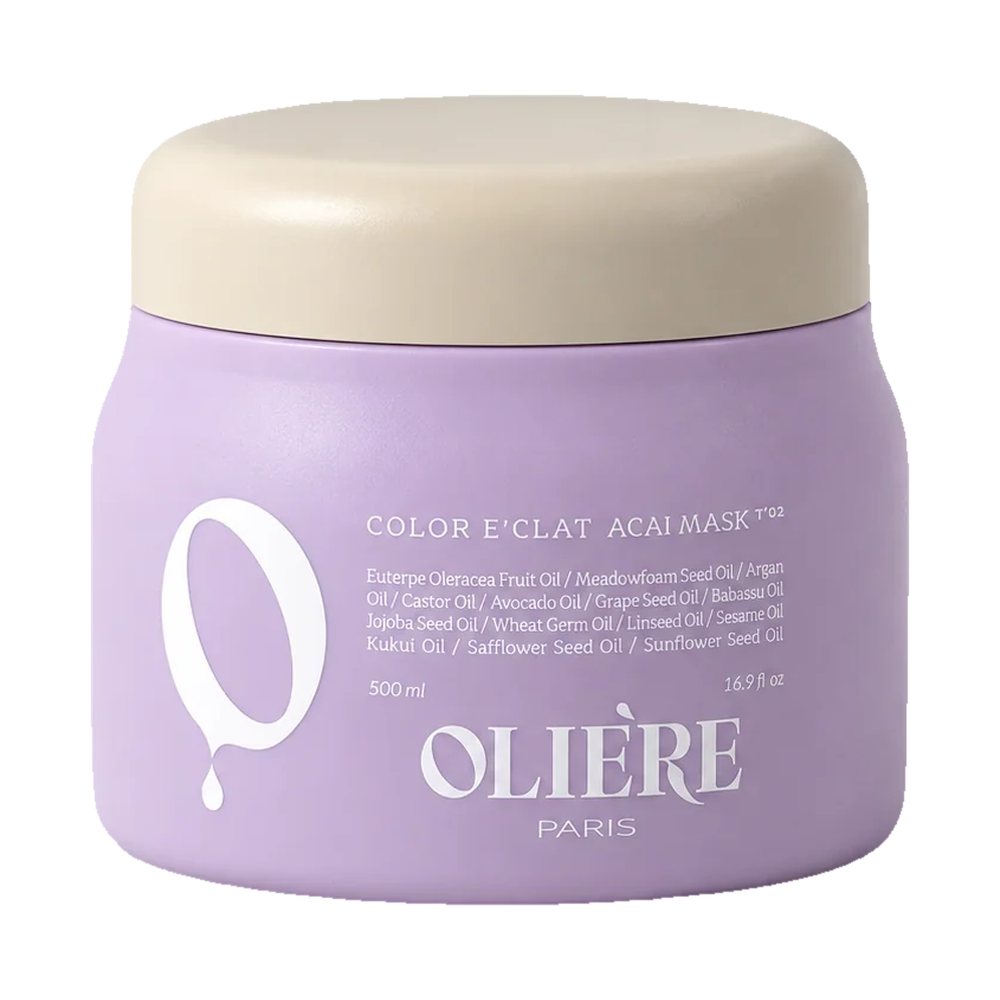 COLOR E'CLAT ACAI MASK T'02
Euterpe Oleracea Fruit Oil / Meadowfoam Seed Oil / Argan
Oil / Castor Oil / Avocado Oil / Grape Seed Oil / Babassu Oil
Jojoba Seed Oil / Wheat Germ Oil / Linseed Oil / Sesame Oil
Kukui Oil / Safflower Seed Oil / Sunflower Seed Oil
500 ml 16.9 fl oz
OLIÈRE
PARIS